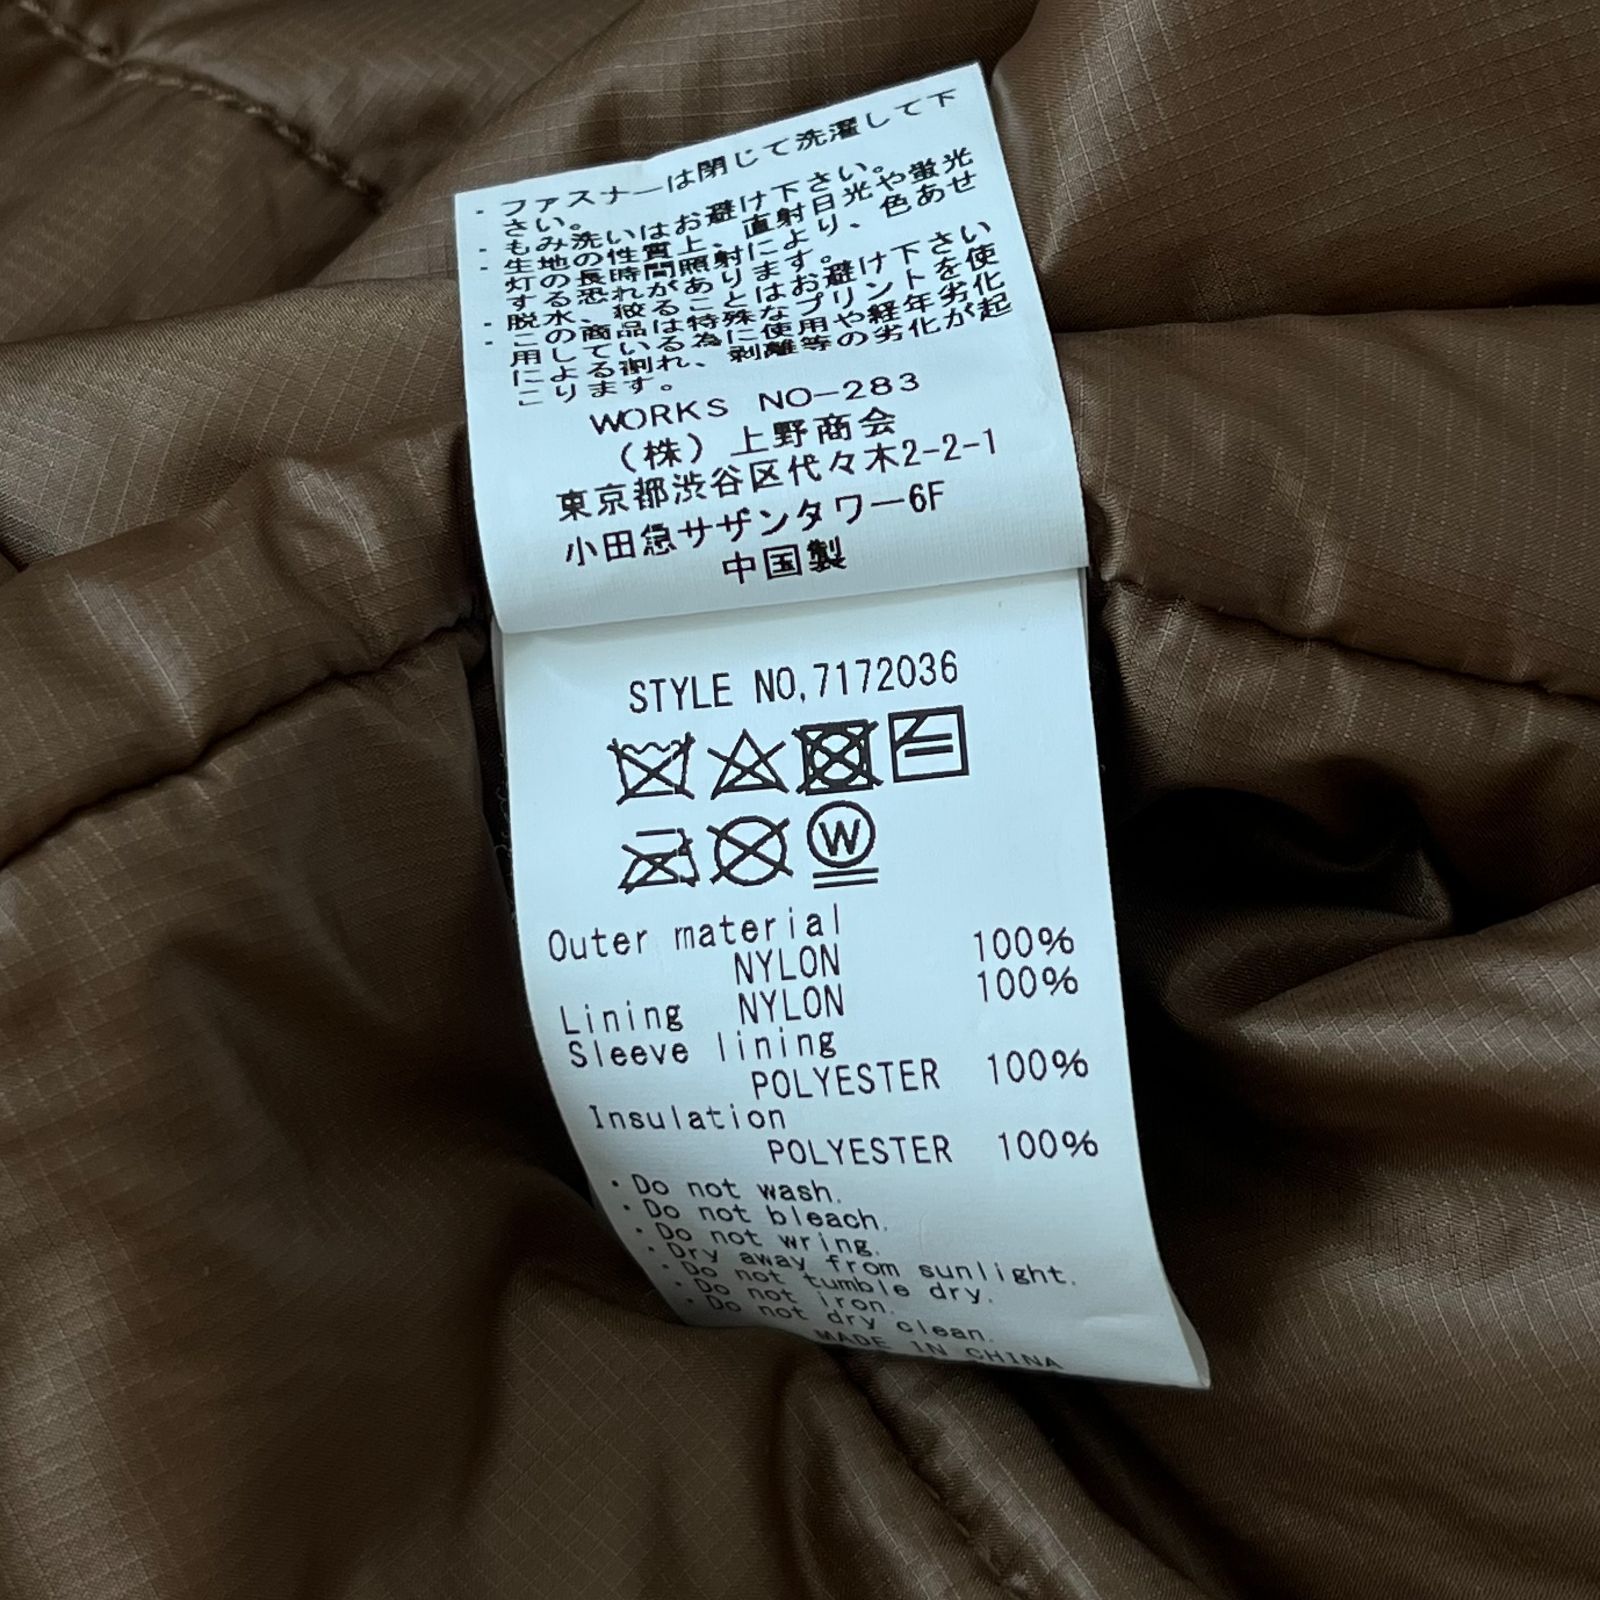 ・ファスナーは閉じて洗濯して下
さい。
・もみ洗いはお避け下さい。
・生地の性質上、直射日光や蛍光
灯の長時間照射により、色あせ
する恐れがあります。
・脱水、絞ることはお避け下さい
・この商品は特殊なプリントを使
用している為に使用や経年劣化
による割れ、剥離等の劣化が起
こります。
WORKS NO-283
(株)上野商会
東京都渋谷区代々木2-2-1
小田急サザンタワー6F
中国製
STYLE NO,7172036
W
Outer material
NYLON 100%
Lining NYLON 100%
Sleeve lining
POLYESTER 100%
Insulation
POLYESTER 100%
・Do not wash.
・Do not bleach.
・Do not wring.
・Dry away from sunlight.
・Do not tumble dry.
・Do not iron.
・Do not dry clean.
MADE IN CHINA